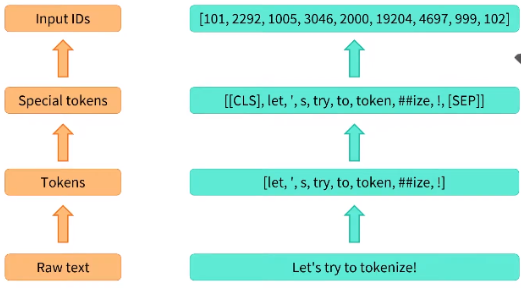 Input IDs
[101, 2292, 1005, 3046, 2000, 19204, 4697, 999, 102]
Special tokens
[[CLS], let, ', s, try, to, token, ##ize, !, [SEP]]
Tokens
[let, ', s, try, to, token, ##ize, !]
Raw text
Let's try to tokenize!